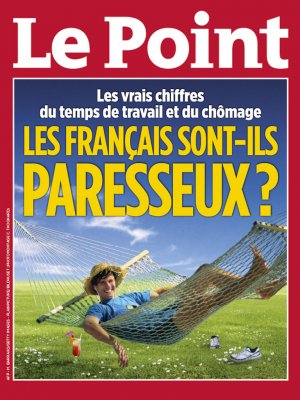 Le Point
Les vrais chiffres
du temps de travail et du chômage
LES FRANÇAIS SONT-ILS
PARESSEUX ?